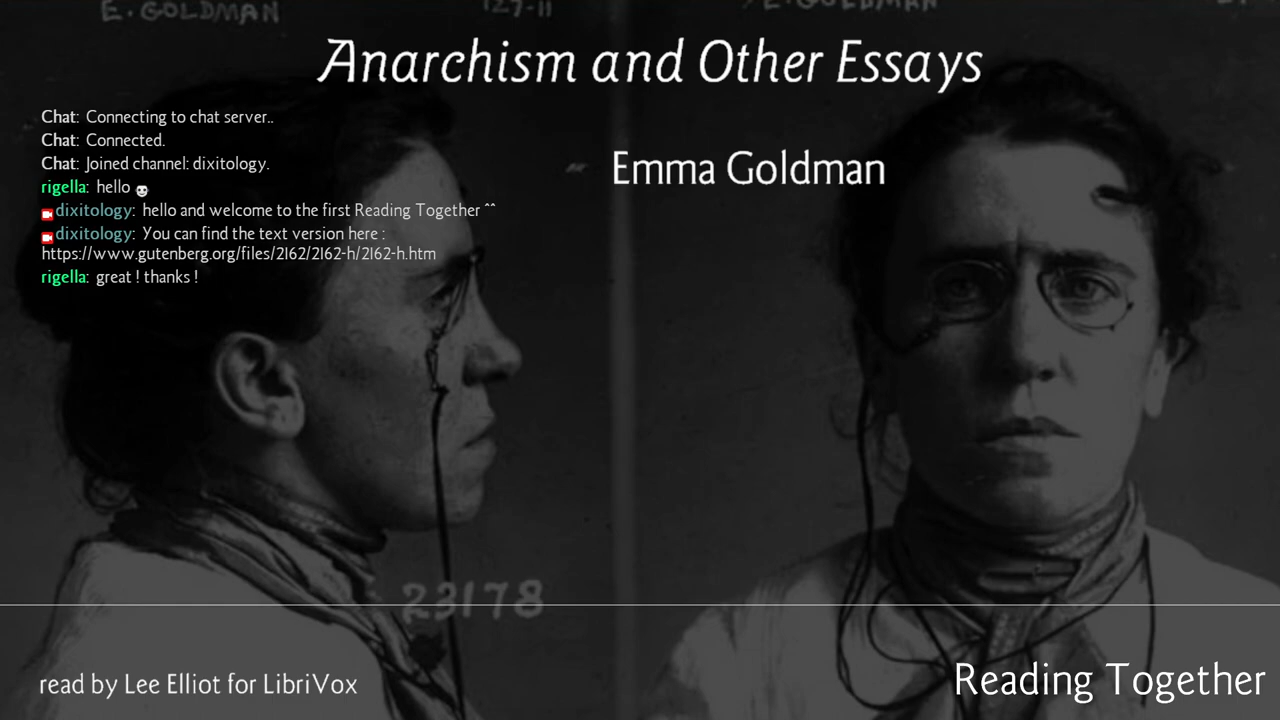 E. GOLDMAN
127-11
E. GOLDMAN
Anarchism and Other Essays
Chat: Connecting to chat server..
Chat: Connected.
Chat: Joined channel: dixitology.
rigella: hello
dixitology: hello and welcome to the first Reading Together ^^
dixitology: You can find the text version here :
https://www.gutenberg.org/files/2162/2162-h/2162-h.htm
rigella: great ! thanks !
- Emma Goldman
23178
read by Lee Elliot for LibriVox
Reading Together